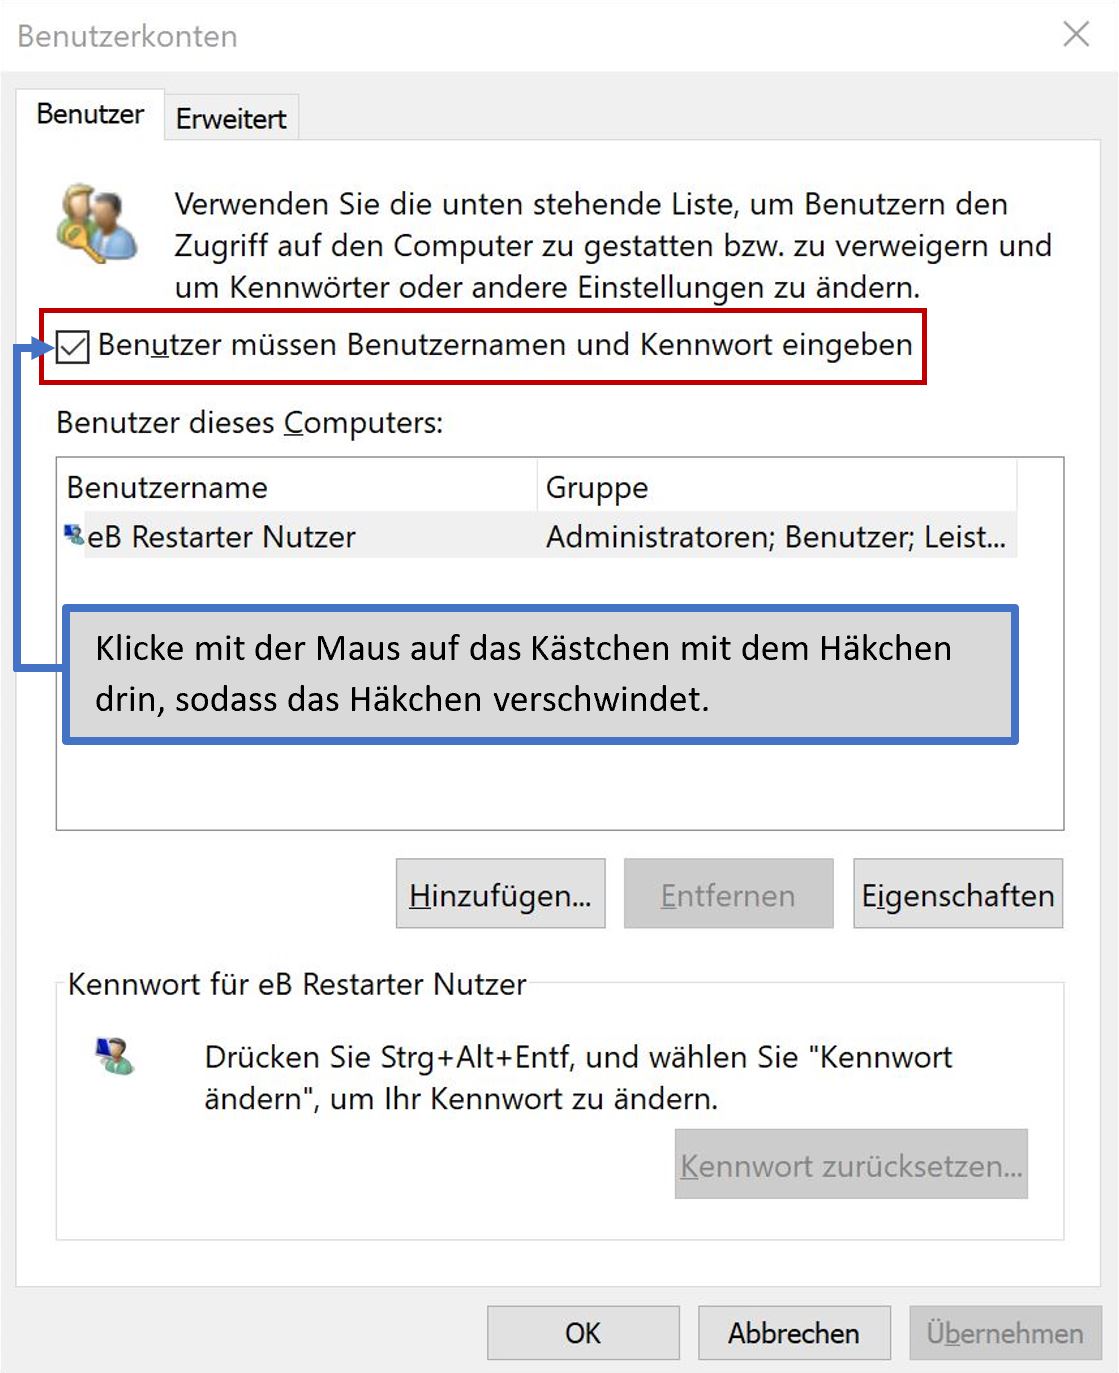 Benutzerkonten
Benutzer
Erweitert
Verwenden Sie die unten stehende Liste, um Benutzern den
Zugriff auf den Computer zu gestatten bzw. zu verweigern und
um Kennwörter oder andere Einstellungen zu ändern.
Benutzer müssen Benutzernamen und Kennwort eingeben
Benutzer dieses Computers:
Benutzername Gruppe
eB Restarter Nutzer Administratoren; Benutzer; Leist...
Klicke mit der Maus auf das Kästchen mit dem Häkchen
drin, sodass das Häkchen verschwindet.
Hinzufügen... Entfernen Eigenschaften
Kennwort für eB Restarter Nutzer
Drücken Sie Strg+Alt+Entf, und wählen Sie "Kennwort
ändern", um Ihr Kennwort zu ändern.
Kennwort zurücksetzen...
OK Abbrechen Übernehmen